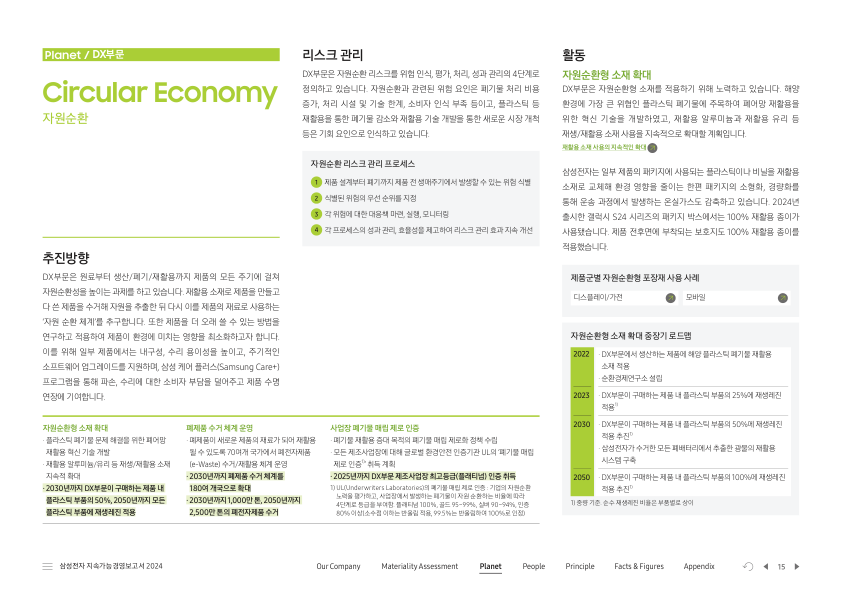 Planet / DX부문
Circular Economy
자원순환
추진방향
DX부문은 원료부터 생산/폐기/재활용까지 제품의 모든 주기에 걸쳐
자원순환성을 높이는 과제를 하고 있습니다. 재활용 소재로 제품을 만들고
다 쓴 제품을 수거해 자원을 추출한 뒤 다시 이를 제품의 재료로 사용하는
'자원 순환 체계'를 추구합니다. 또한 제품을 더 오래 쓸 수 있는 방법을
연구하고 적용하여 제품이 환경에 미치는 영향을 최소화하고자 합니다.
이를 위해 일부 제품에서는 내구성, 수리 용이성을 높이고, 주기적인
소프트웨어 업그레이드를 지원하며, 삼성 케어 플러스(Samsung Care+)
프로그램을 통해 파손, 수리에 대한 소비자 부담을 덜어주고 제품 수명
연장에 기여합니다.
리스크 관리
DX부문은 자원순환 리스크를 위험 인식, 평가, 처리, 성과 관리의 4단계로
정의하고 있습니다. 자원순환과 관련된 위험 요인은 폐기물 처리 비용
증가, 처리 시설 및 기술 한계, 소비자 인식 부족 등이고, 플라스틱 등
재활용을 통한 폐기물 감소와 재활용 기술 개발을 통한 새로운 시장 개척
등은 기회 요인으로 인식하고 있습니다.
자원순환 리스크 관리 프로세스
1 제품 설계부터 폐기까지 제품 전 생애주기에서 발생할 수 있는 위험 식별
2 식별된 위험의 우선 순위를 지정
3 각 위험에 대한 대응책 마련, 실행, 모니터링
4 각 프로세스의 성과 관리, 효율성을 제고하여 리스크 관리 효과 지속 개선
자원순환형 소재 확대
· 플라스틱 폐기물 문제 해결을 위한 폐어망
재활용 혁신 기술 개발
· 재활용 알루미늄/유리 등 재생/재활용 소재
지속적 확대
· 2030년까지 DX부문이 구매하는 제품 내
플라스틱 부품의 50%, 2050년까지 모든
플라스틱 부품에 재생레진 적용
폐제품 수거 체계 운영
· 폐제품이 새로운 제품의 재료가 되어 재활용
될 수 있도록 70여개 국가에서 폐전자제품
(e-Waste) 수거/재활용 체계 운영
· 2030년까지 폐제품 수거 체계를
180여 개국으로 확대
· 2030년까지 1,000만 톤, 2050년까지
2,500만 톤의 폐전자제품 수거
사업장 폐기물 매립 제로 인증
· 폐기물 재활용 증대 목적의 폐기물 매립 제로화 정책 수립
· 모든 제조사업장에 대해 글로벌 환경안전 인증기관 UL의 '폐기물 매립
제로 인증'¹⁾ 취득 계획
· 2025년까지 DX부문 제조사업장 최고등급(플래티넘) 인증 취득
1) UL(Underwriters Laboratories)의 폐기물 매립 제로 인증 : 기업의 자원순환
노력을 평가하고, 사업장에서 발생하는 폐기물이 자원 순환하는 비율에 따라
4단계로 등급을 부여함. 플래티넘 100%, 골드 95~99%, 실버 90~94%, 인증
80% 이상(소수점 이하는 반올림 적용, 99.5%는 반올림하여 100%로 인정)
활동
자원순환형 소재 확대
DX부문은 자원순환형 소재를 적용하기 위해 노력하고 있습니다. 해양
환경에 가장 큰 위협인 플라스틱 폐기물에 주목하여 폐어망 재활용을
위한 혁신 기술을 개발하였고, 재활용 알루미늄과 재활용 유리 등
재생/재활용 소재 사용을 지속적으로 확대할 계획입니다.
재활용 소재 사용의 지속적인 확대
삼성전자는 일부 제품의 패키지에 사용되는 플라스틱이나 비닐을 재활용
소재로 교체해 환경 영향을 줄이는 한편 패키지의 소형화, 경량화를
통해 운송 과정에서 발생하는 온실가스도 감축하고 있습니다. 2024년
출시한 갤럭시 S24 시리즈의 패키지 박스에서는 100% 재활용 종이가
사용됐습니다. 제품 전후면에 부착되는 보호지도 100% 재활용 종이를
적용했습니다.
제품군별 자원순환형 포장재 사용 사례
디스플레이/가전
모바일
자원순환형 소재 확대 중장기 로드맵
2022
· DX부문에서 생산하는 제품에 해양 플라스틱 폐기물 재활용
소재 적용
· 순환경제연구소 설립
2023
· DX부문이 구매하는 제품 내 플라스틱 부품의 25%에 재생레진
적용¹⁾
2030
· DX부문이 구매하는 제품 내 플라스틱 부품의 50%에 재생레진
적용 추진¹⁾
· 삼성전자가 수거한 모든 폐배터리에서 추출한 광물의 재활용
시스템 구축
2050
· DX부문이 구매하는 제품 내 플라스틱 부품의 100%에 재생레진
적용 추진¹⁾
1) 중량 기준. 순수 재생레진 비율은 부품별로 상이
삼성전자 지속가능경영보고서 2024
Our Company
Materiality Assessment
Planet
People
Principle
Facts & Figures
Appendix
15